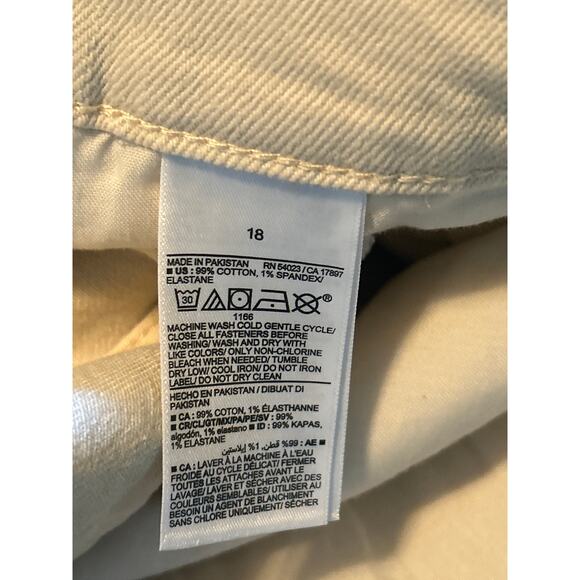 18
MADE IN PAKISTAN RN 54023 / CA 17897
■ US : 99% COTTON, 1% SPANDEX/
ELASTANE
30 ®
1166
MACHINE WASH COLD GENTLE CYCLE/
CLOSE ALL FASTENERS BEFORE
WASHING/ WASH AND DRY WITH
LIKE COLORS/ ONLY NON-CHLORINE
BLEACH WHEN NEEDED/ TUMBLE
DRY LOW/ COOL IRON/ DO NOT IRON
LABEL/ DO NOT DRY CLEAN
HECHO EN PAKISTAN / DIBUAT DI
PAKISTAN
■ CA : 99% COTON, 1% ÉLASTHANNE
■ CR/CL/GT/MX/PA/PE/SV : 99%
algodón, 1% elastano ■ ID : 99% KAPAS,
1% ELASTANE
■ AE : 99% قطن, 1% إيلاستين
■ CA : LAVER À LA MACHINE À L'EAU
FROIDE AU CYCLE DÉLICAT/ FERMER
TOUTES LES ATTACHES AVANT LE
LAVAGE/ LAVER ET SÉCHER AVEC DES
COULEURS SEMBLABLES/ UTILISER AU
BESOIN UN AGENT DE BLANCHIMENT
SANS CHLORE UNIQUEMENT/ SÉCHER